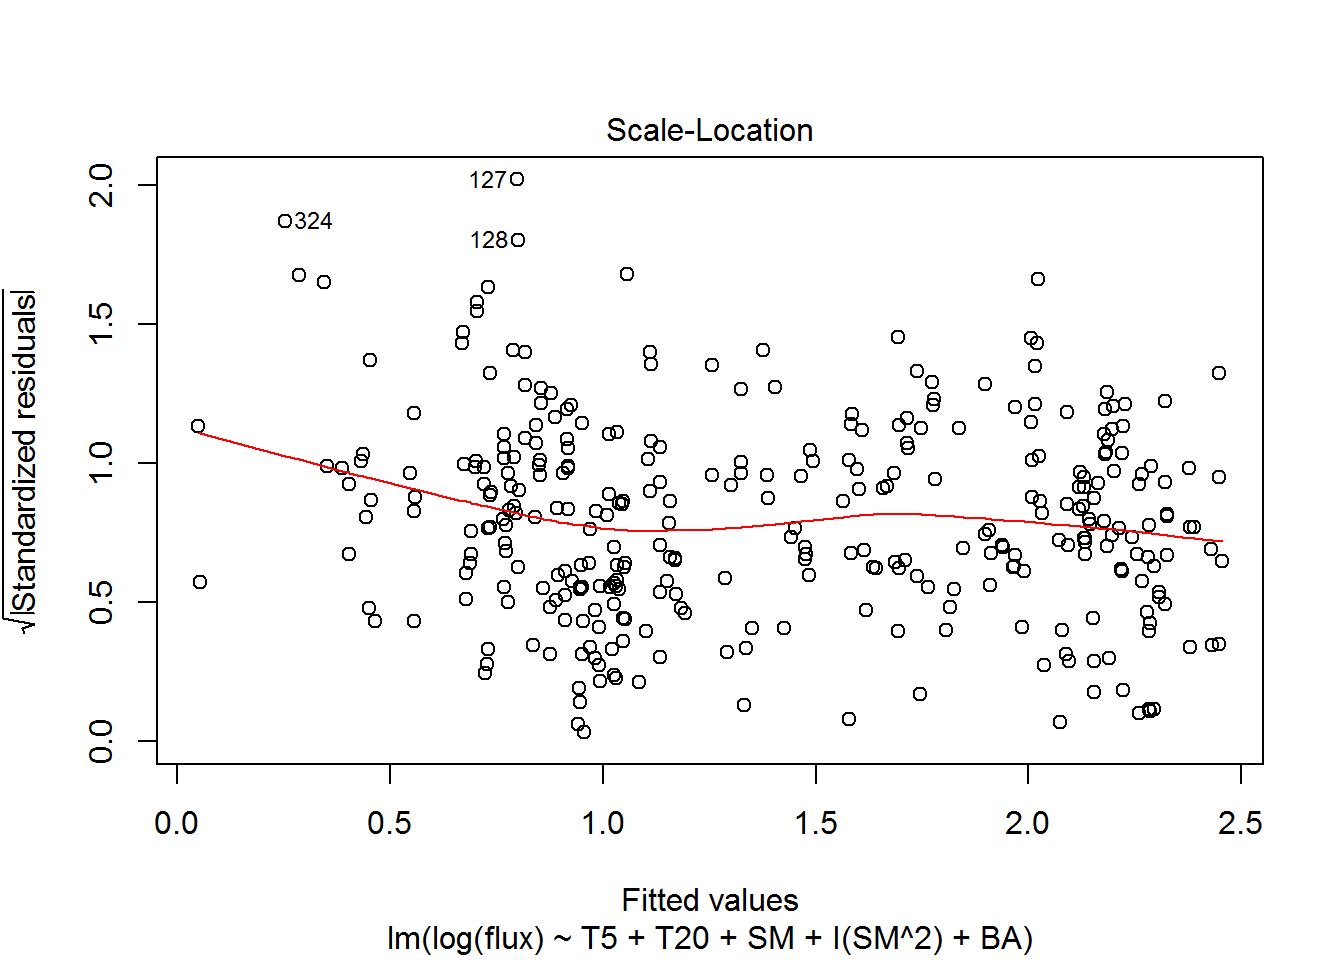 Scale-Location
127
324
128
√|Standardized residuals|
2.0
1.5
1.0
0.5
0.0
0.0 0.5 1.0 1.5 2.0 2.5
Fitted values
lm(log(flux) ~ T5 + T20 + SM + I(SM^2) + BA)